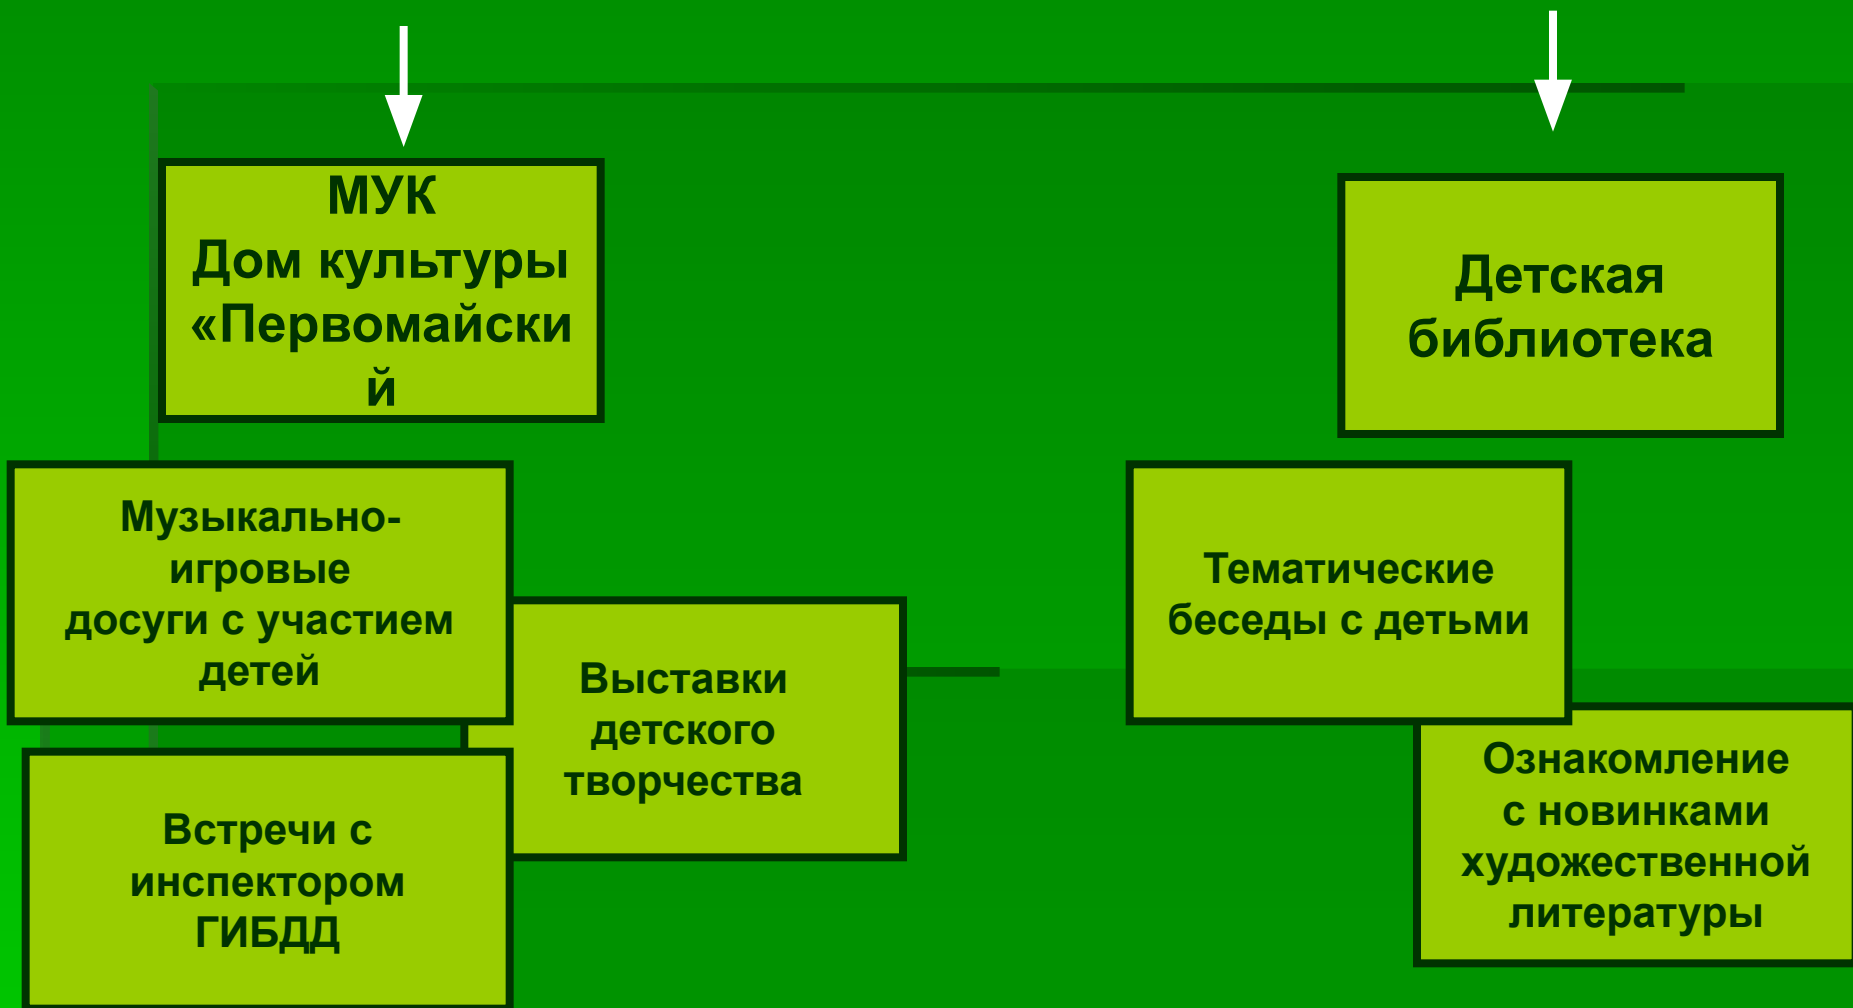 МУК
Дом культуры
«Первомайски
й
Детская
библиотека
Музыкально-
игровые
досуги с участием
детей
Выставки
детского
творчества
Встречи с
инспектором
ГИБДД
Тематические
беседы с детьми
Ознакомление
с новинками
художественной
литературы